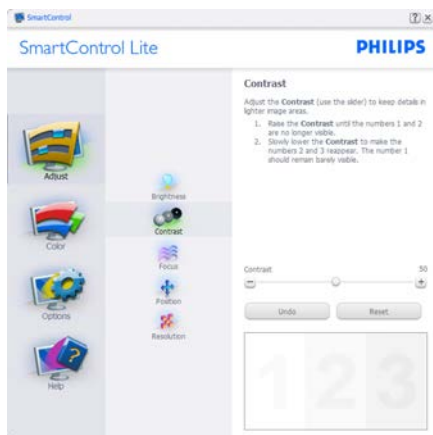 SmartControl
SmartControl Lite
PHILIPS
Adjust
Color
Options
Help
Brightness
Contrast
Focus
Position
Resolution
Contrast
Adjust the Contrast (use the slider) to keep details in
lighter image areas.
1. Raise the Contrast until the numbers 1 and 2
are no longer visible.
2. Slowly lower the Contrast to make the
numbers 2 and 3 reappear. The number 1
should remain barely visible.
Contrast 50
Undo Reset
1 2 3